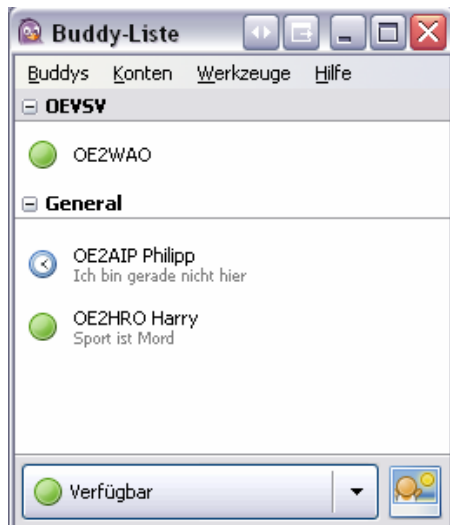 Buddy-Liste
Buddys Konten Werkzeuge Hilfe
OEVSV
OE2WAO
General
OE2AIP Philipp
Ich bin gerade nicht hier
OE2HRO Harry
Sport ist Mord
Verfügbar